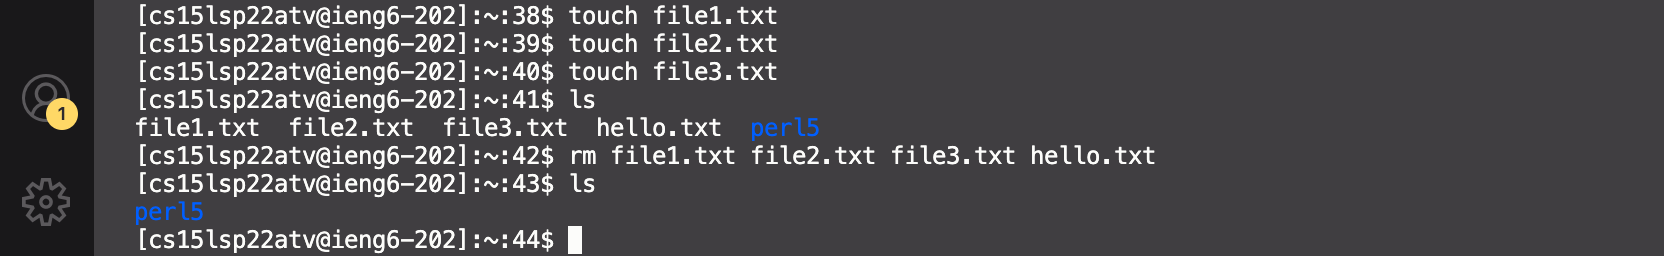 [cs15lsp22atv@ieng6-202]:~:38$ touch file1.txt
[cs15lsp22atv@ieng6-202]:~:39$ touch file2.txt
[cs15lsp22atv@ieng6-202]:~:40$ touch file3.txt
[cs15lsp22atv@ieng6-202]:~:41$ ls
file1.txt  file2.txt  file3.txt  hello.txt  perl5
[cs15lsp22atv@ieng6-202]:~:42$ rm file1.txt file2.txt file3.txt hello.txt
[cs15lsp22atv@ieng6-202]:~:43$ ls
perl5
[cs15lsp22atv@ieng6-202]:~:44$
1